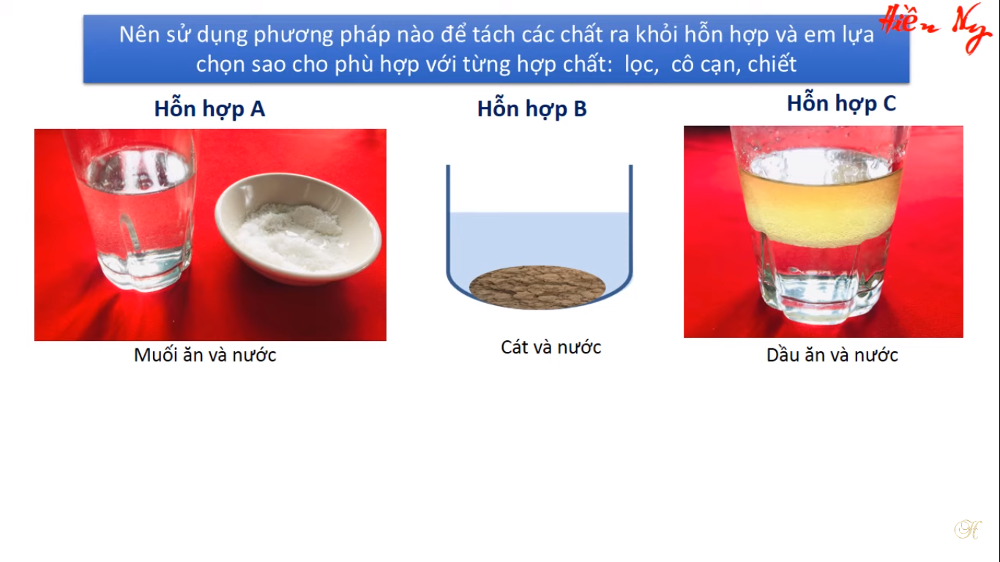 Hiền Ny
Nên sử dụng phương pháp nào để tách các chất ra khỏi hỗn hợp và em lựa
chọn sao cho phù hợp với từng hợp chất: lọc, cô cạn, chiết
Hỗn hợp A
Hỗn hợp B
Hỗn hợp C
Muối ăn và nước
Cát và nước
Dầu ăn và nước
H